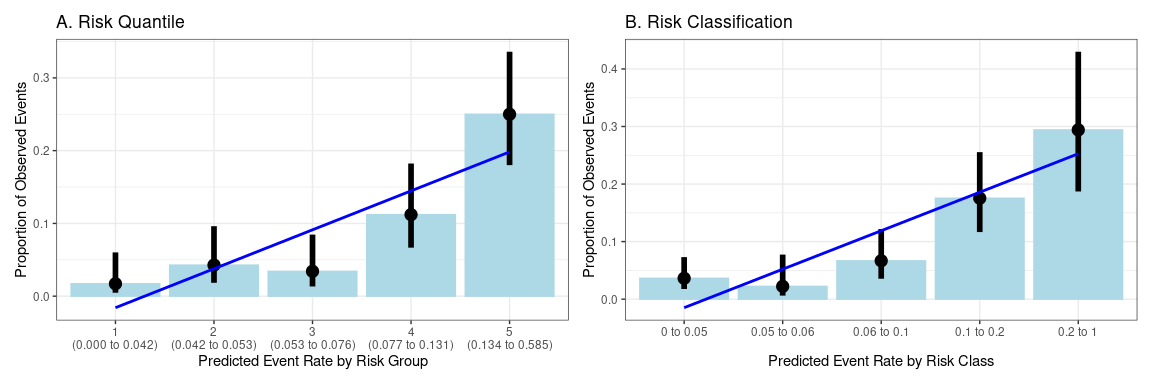 A. Risk Quantile
Proportion of Observed Events
0.3
0.2
0.1
0.0
1 2 3 4 5
(0.000 to 0.042) (0.042 to 0.053) (0.053 to 0.076) (0.077 to 0.131) (0.134 to 0.585)
Predicted Event Rate by Risk Group
B. Risk Classification
Proportion of Observed Events
0.4
0.3
0.2
0.1
0.0
0 to 0.05 0.05 to 0.06 0.06 to 0.1 0.1 to 0.2 0.2 to 1
Predicted Event Rate by Risk Class